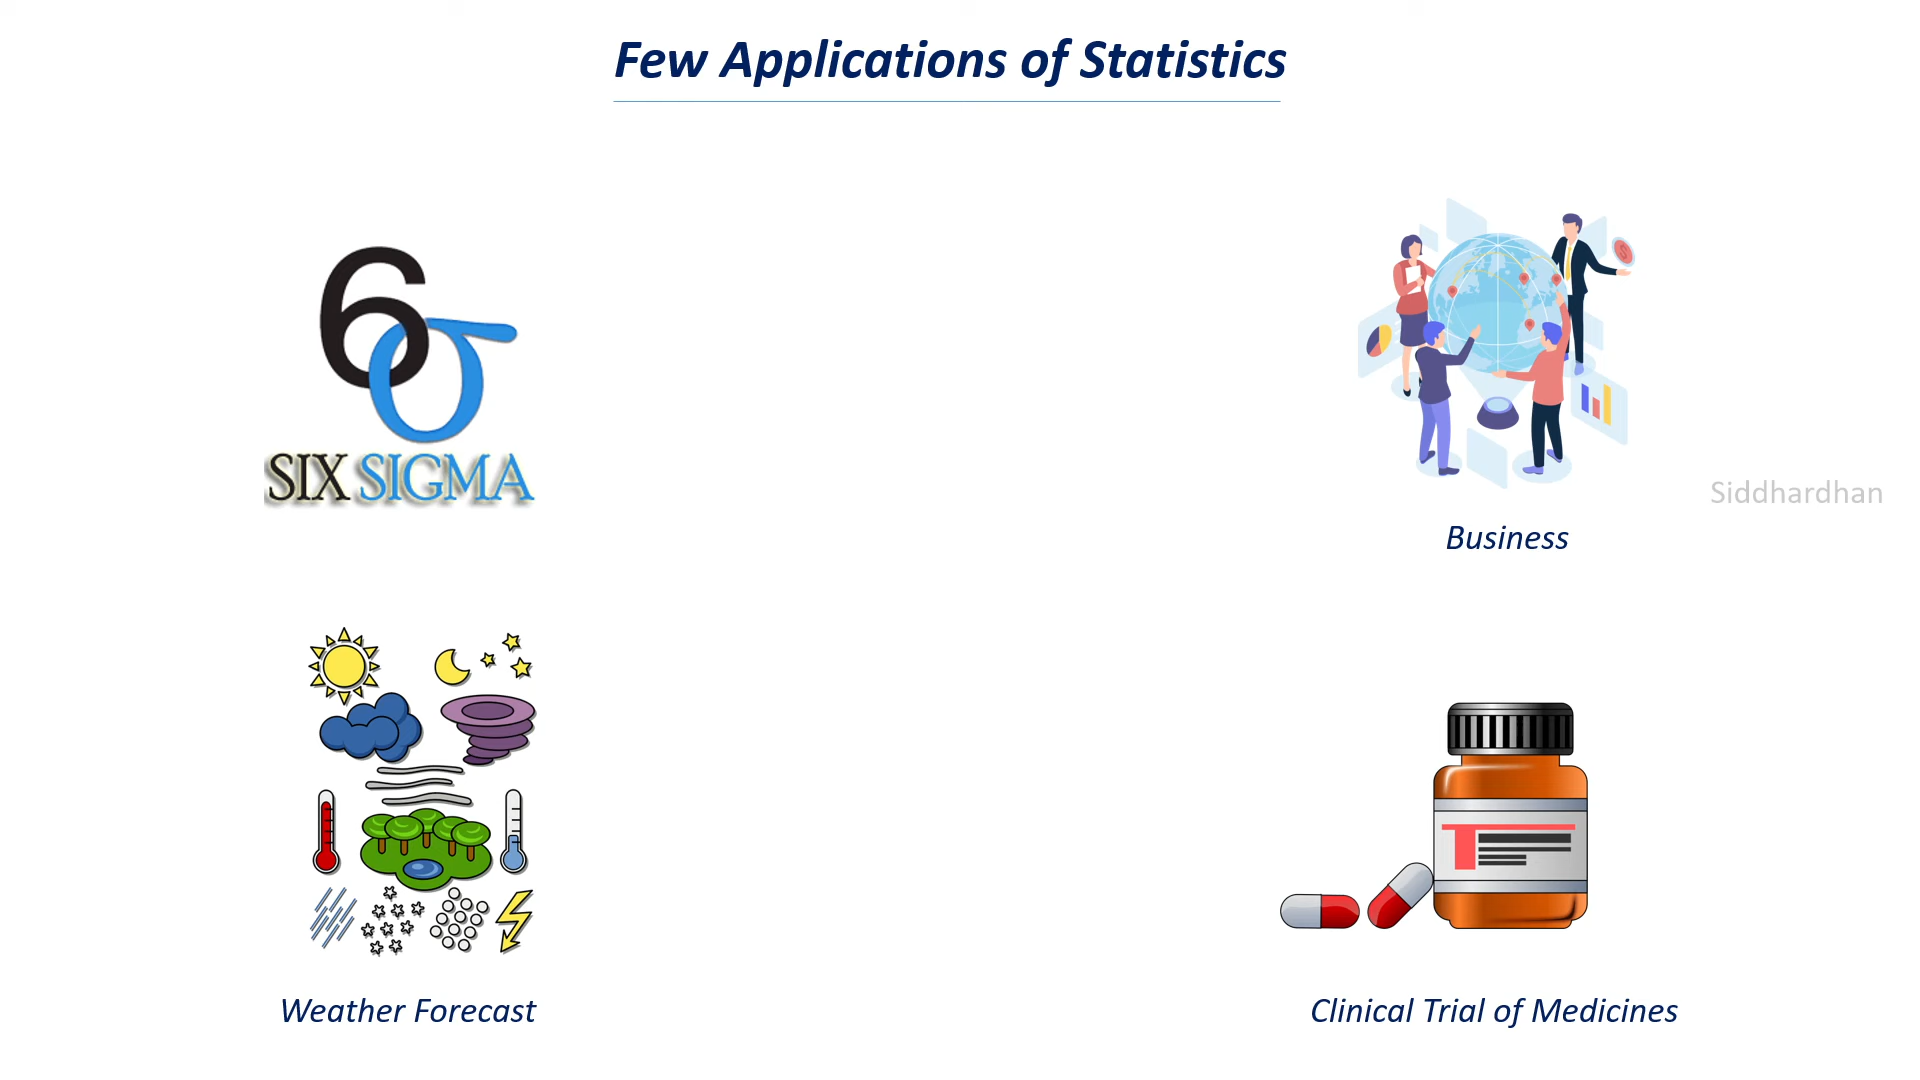 Few Applications of Statistics
6σ
SIX SIGMA
Siddhardhan
Business
Weather Forecast
Clinical Trial of Medicines